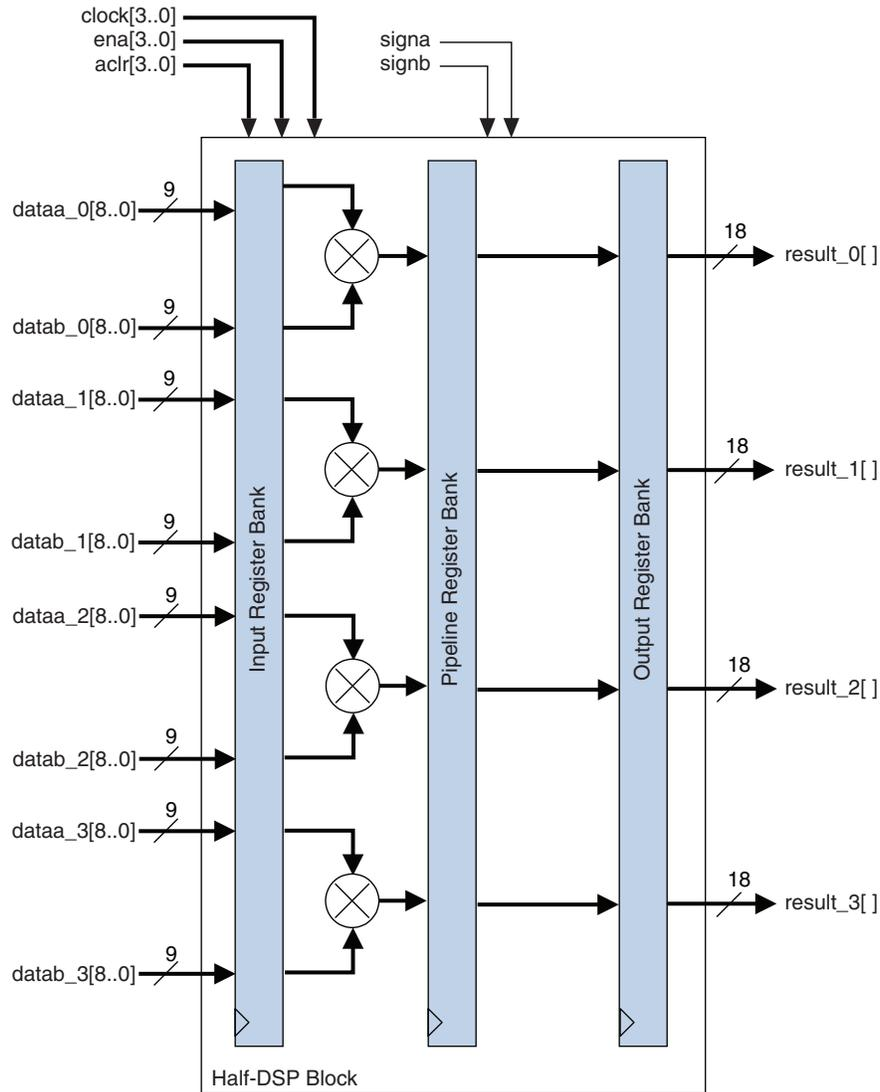 clock[3..0]
ena[3..0]
aclr[3..0]
signa
signb
9
dataa_0[8..0]
18
result_0[ ]
9
datab_0[8..0]
9
dataa_1[8..0]
18
result_1[ ]
9
datab_1[8..0]
9
dataa_2[8..0]
18
result_2[ ]
9
datab_2[8..0]
9
dataa_3[8..0]
18
result_3[ ]
9
datab_3[8..0]
Input Register Bank
Pipeline Register Bank
Output Register Bank
Half-DSP Block